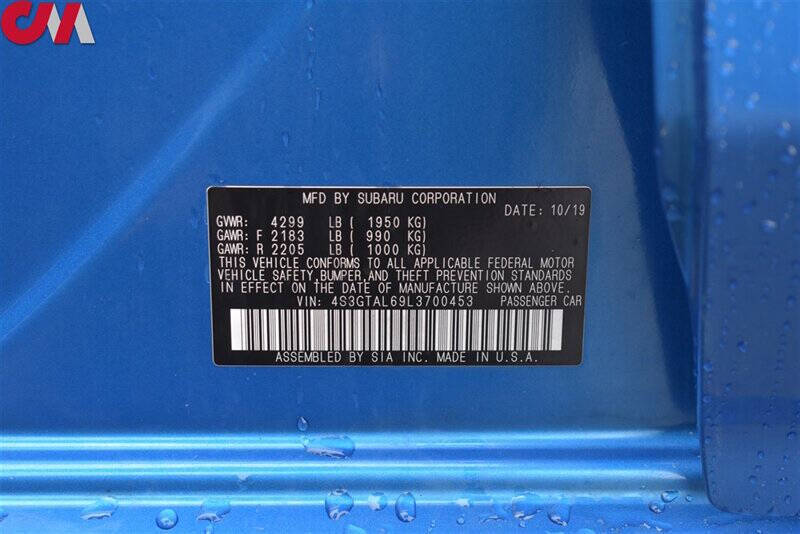 CM
MFD BY SUBARU CORPORATION
DATE: 10/19
GVWR: 4299 LB ( 1950 KG)
GAWR: F 2183 LB ( 990 KG)
GAWR: R 2205 LB ( 1000 KG)
THIS VEHICLE CONFORMS TO ALL APPLICABLE FEDERAL MOTOR
VEHICLE SAFETY,BUMPER,AND THEFT PREVENTION STANDARDS
IN EFFECT ON THE DATE OF MANUFACTURE SHOWN ABOVE.
VIN: 4S3GTAL69L3700453 PASSENGER CAR
ASSEMBLED BY SIA INC. MADE IN U.S.A.